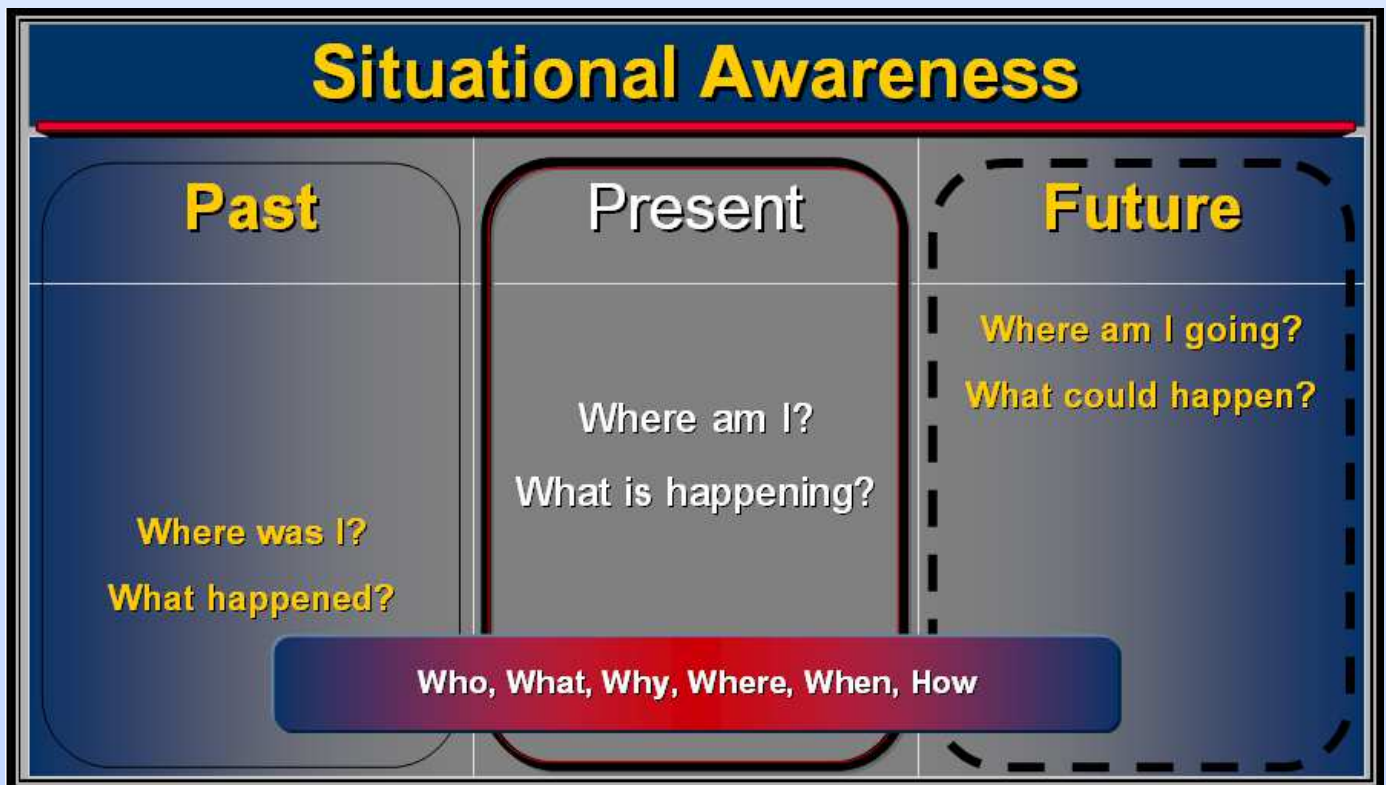 Situational Awareness
Past
Where was I?
What happened?
Present
Where am I?
What is happening?
Future
Where am I going?
What could happen?
Who, What, Why, Where, When, How